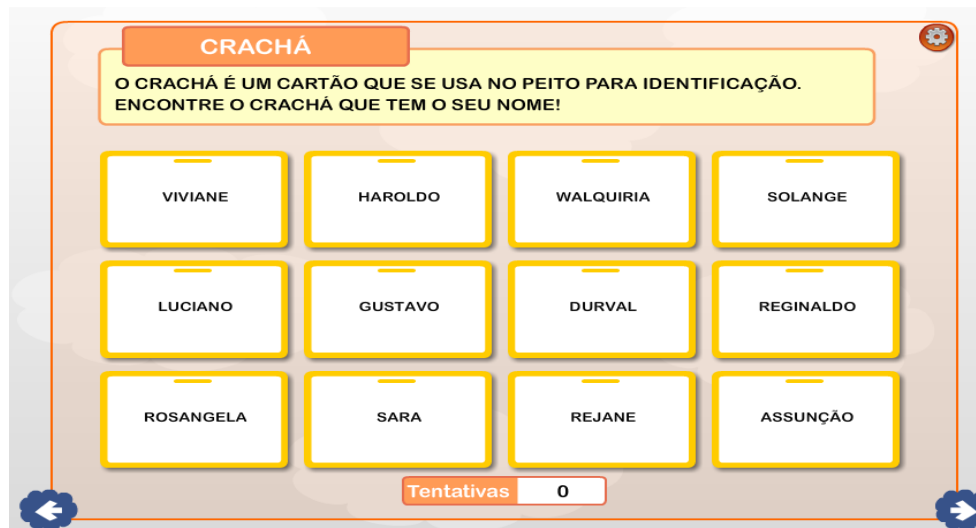 CRACHÁ
O CRACHÁ É UM CARTÃO QUE SE USA NO PEITO PARA IDENTIFICAÇÃO.
ENCONTRE O CRACHÁ QUE TEM O SEU NOME!
VIVIANE
HAROLDO
WALQUIRIA
SOLANGE
LUCIANO
GUSTAVO
DURVAL
REGINALDO
ROSANGELA
SARA
REJANE
ASSUNÇÃO
Tentativas 0